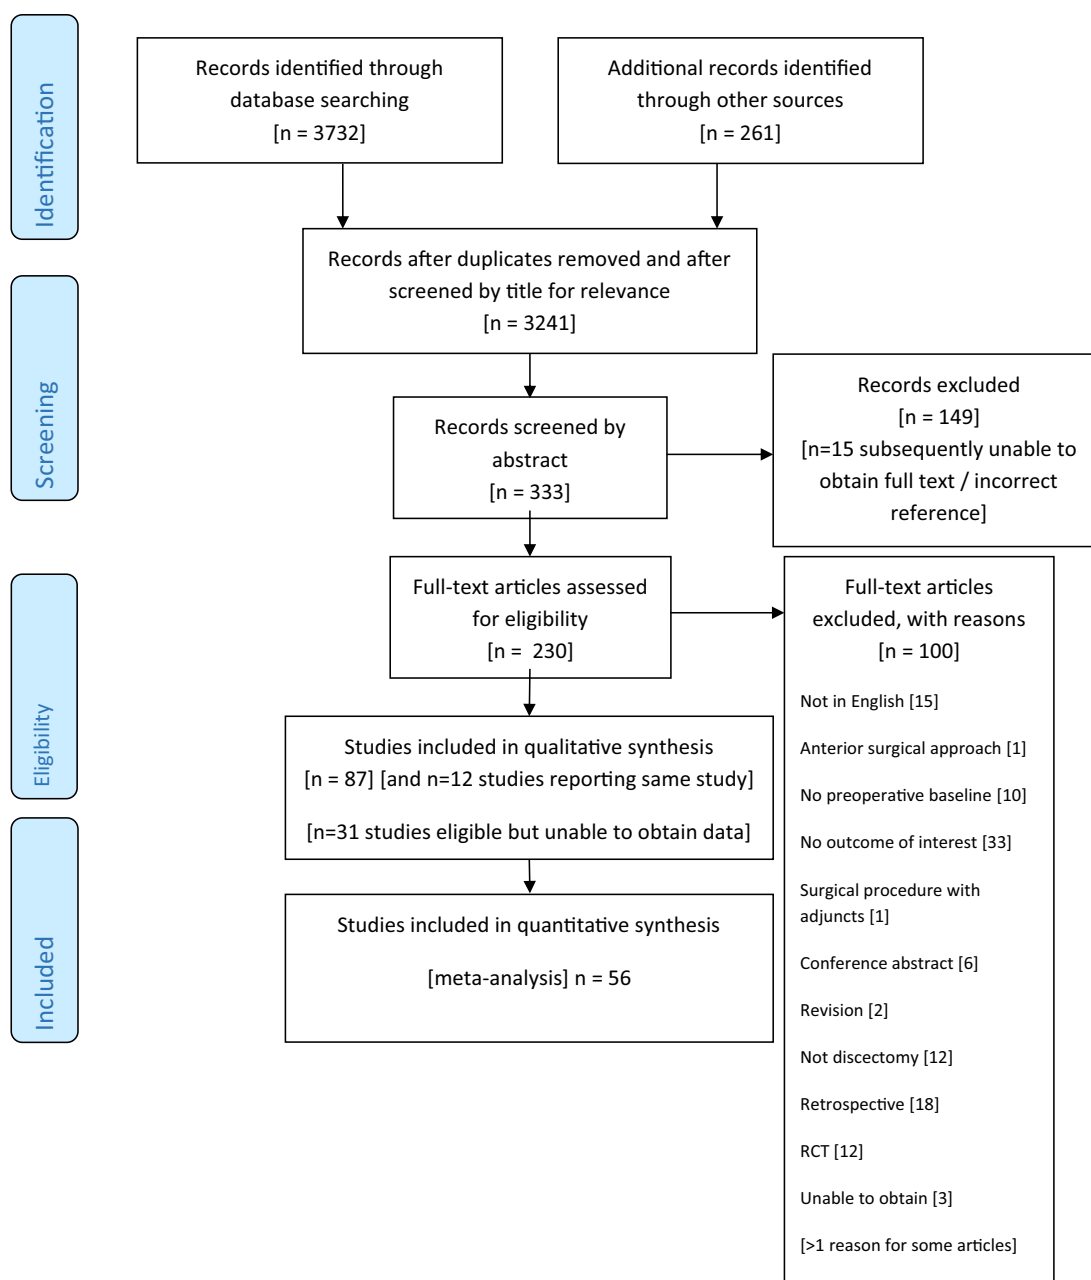 Identification
Records identified through
database searching
[n = 3732]
Additional records identified
through other sources
[n = 261]
Records after duplicates removed and after
screened by title for relevance
[n = 3241]
Screening
Records screened by
abstract
[n = 333]
Records excluded
[n = 149]
[n=15 subsequently unable to
obtain full text / incorrect
reference]
Eligibility
Full-text articles assessed
for eligibility
[n = 230]
Full-text articles
excluded, with reasons
[n = 100]
Not in English [15]
Anterior surgical approach [1]
No preoperative baseline [10]
No outcome of interest [33]
Surgical procedure with
adjuncts [1]
Conference abstract [6]
Revision [2]
Not discectomy [12]
Retrospective [18]
RCT [12]
Unable to obtain [3]
[>1 reason for some articles]
Studies included in qualitative synthesis
[n = 87] [and n=12 studies reporting same study]
[n=31 studies eligible but unable to obtain data]
Included
Studies included in quantitative synthesis
[meta-analysis] n = 56